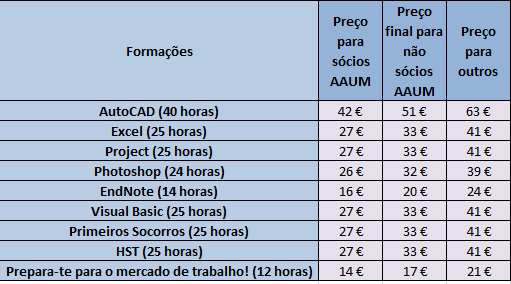 Formações Preço para sócios AAUM Preço final para não sócios AAUM Preço para outros
AutoCAD (40 horas) 42 € 51 € 63 €
Excel (25 horas) 27 € 33 € 41 €
Project (25 horas) 27 € 33 € 41 €
Photoshop (24 horas) 26 € 32 € 39 €
EndNote (14 horas) 16 € 20 € 24 €
Visual Basic (25 horas) 27 € 33 € 41 €
Primeiros Socorros (25 horas) 27 € 33 € 41 €
HST (25 horas) 27 € 33 € 41 €
Prepara-te para o mercado de trabalho! (12 horas) 14 € 17 € 21 €